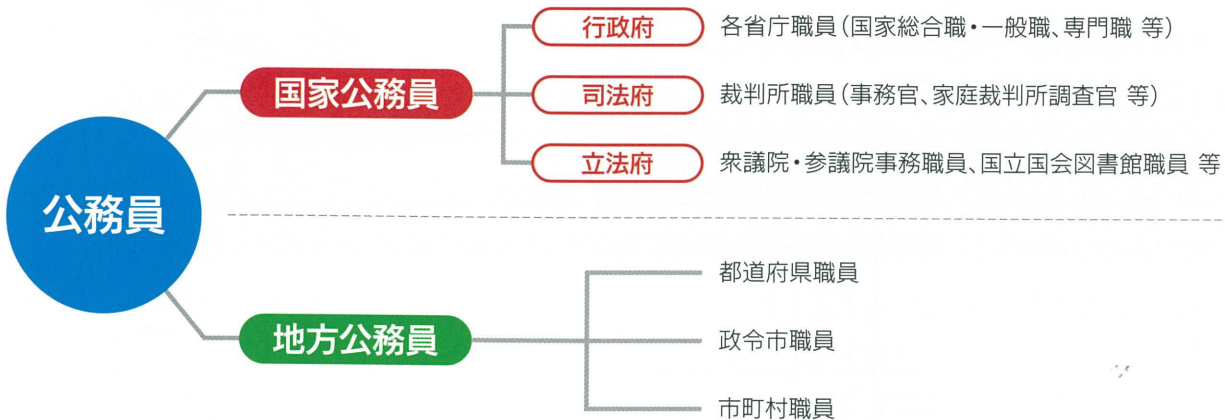 公務員
国家公務員
行政府 各省庁職員（国家総合職・一般職、専門職 等）
司法府 裁判所職員（事務官、家庭裁判所調査官 等）
立法府 衆議院・参議院事務職員、国立国会図書館職員 等
地方公務員
都道府県職員
政令市職員
市町村職員